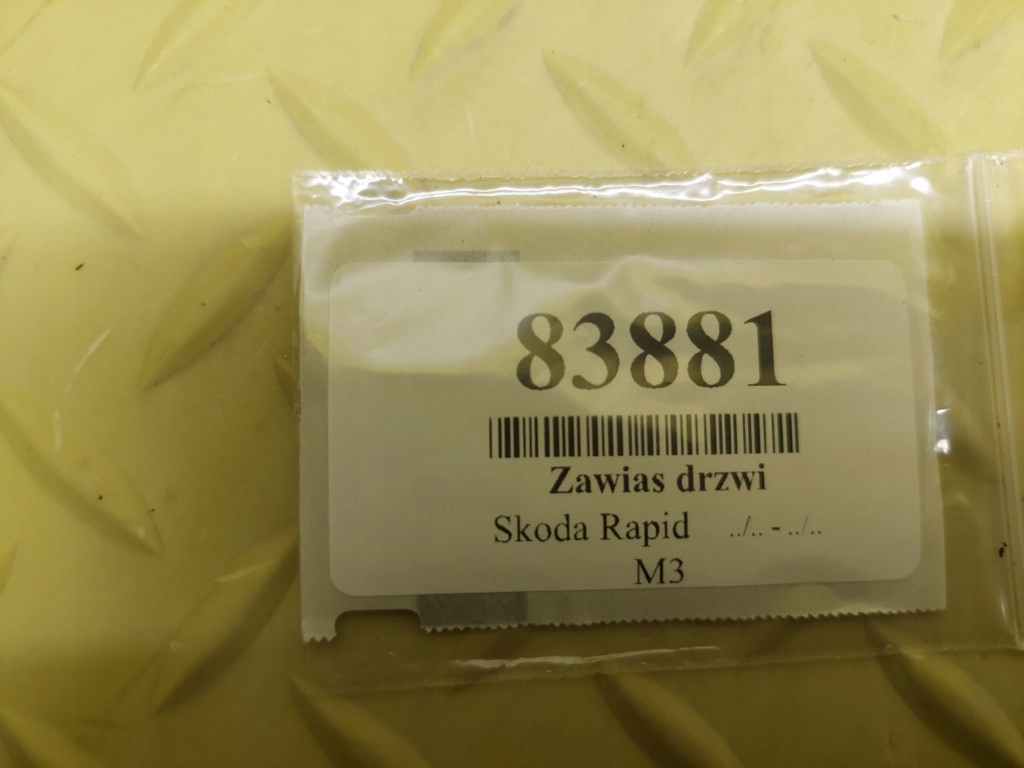 83881
Zawias drzwi
Skoda Rapid ../.. - ../..
M3